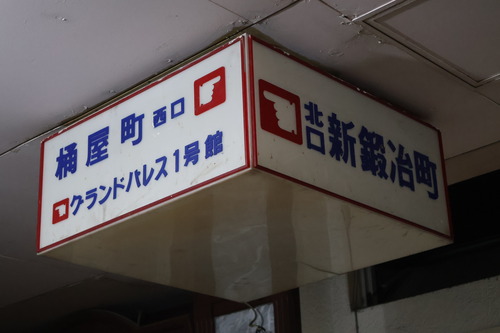 桶屋町 西口
グランドパレス1号館
北口 新鍛冶町